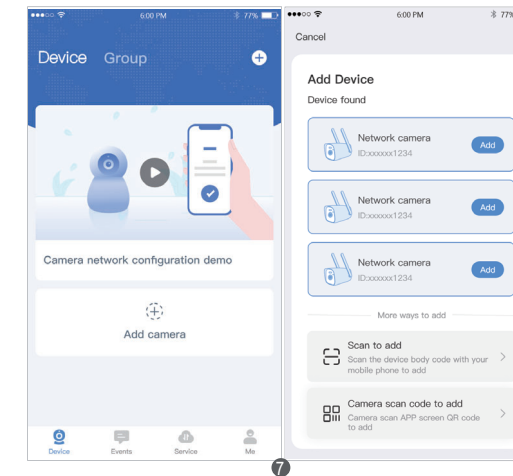 6:00 PM
77%
Device Group
Camera network configuration demo
Add camera
Device Events Service Me
6:00 PM
77%
Cancel
Add Device
Device found
Network camera
ID:xxxxxx1234
Add
Network camera
ID:xxxxxx1234
Add
Network camera
ID:xxxxxx1234
Add
More ways to add
Scan to add
Scan the device body code with your
mobile phone to add
Camera scan code to add
Camera scan APP screen QR code
to add
7